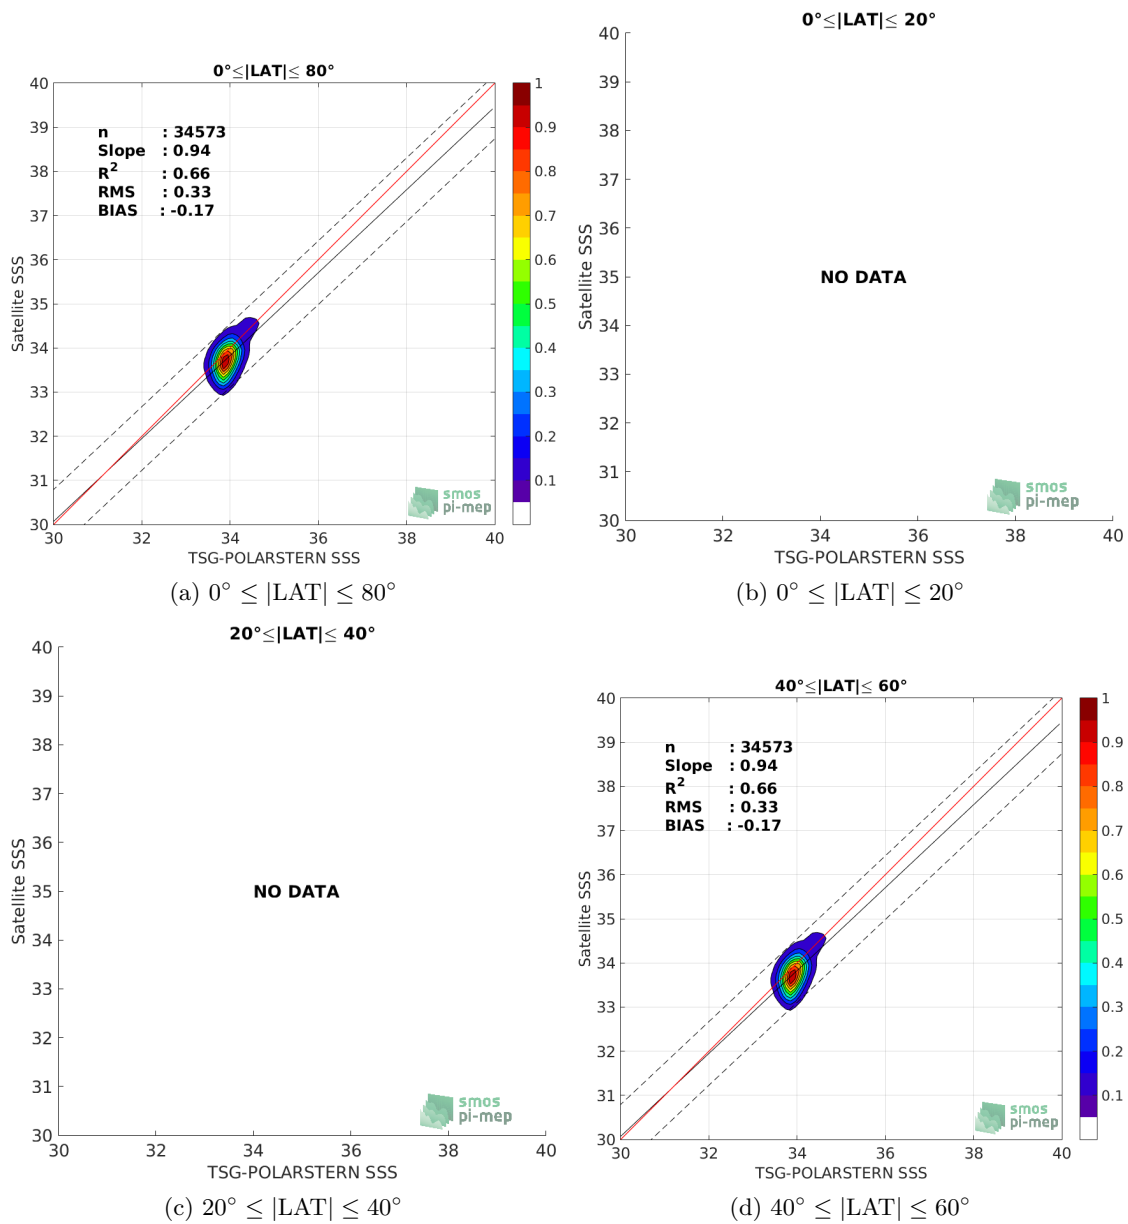 0°≤|LAT|≤ 80°
n : 34573
Slope : 0.94
R² : 0.66
RMS : 0.33
BIAS : -0.17
40
39
38
37
36
35
34
33
32
31
30
Satellite SSS
30 32 34 36 38 40
TSG-POLARSTERN SSS
1
0.9
0.8
0.7
0.6
0.5
0.4
0.3
0.2
0.1
smos
pi-mep
(a) 0° ≤ |LAT| ≤ 80°
0°≤|LAT|≤ 20°
40
39
38
37
36
35
34
33
32
31
30
Satellite SSS
NO DATA
smos
pi-mep
30 32 34 36 38 40
TSG-POLARSTERN SSS
(b) 0° ≤ |LAT| ≤ 20°
20°≤|LAT|≤ 40°
40
39
38
37
36
35
34
33
32
31
30
Satellite SSS
NO DATA
smos
pi-mep
30 32 34 36 38 40
TSG-POLARSTERN SSS
(c) 20° ≤ |LAT| ≤ 40°
40°≤|LAT|≤ 60°
n : 34573
Slope : 0.94
R² : 0.66
RMS : 0.33
BIAS : -0.17
40
39
38
37
36
35
34
33
32
31
30
Satellite SSS
30 32 34 36 38 40
TSG-POLARSTERN SSS
1
0.9
0.8
0.7
0.6
0.5
0.4
0.3
0.2
0.1
smos
pi-mep
(d) 40° ≤ |LAT| ≤ 60°